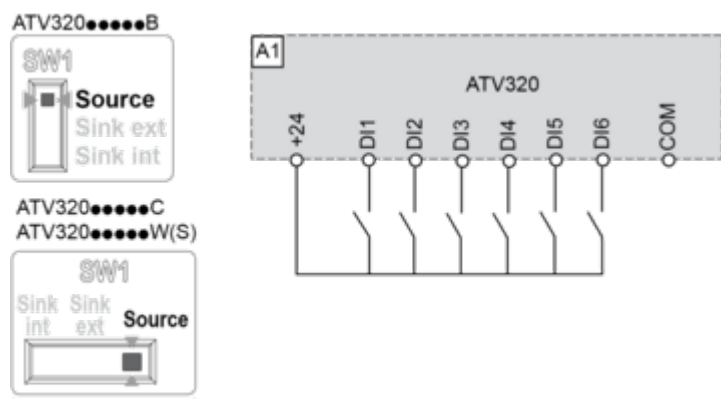 ATV320●●●●●B
SW1
Source
Sink ext
Sink int
ATV320●●●●●C
ATV320●●●●●W(S)
SW1
Sink int
Sink ext
Source
A1
ATV320
+24
DI1
DI2
DI3
DI4
DI5
DI6
COM